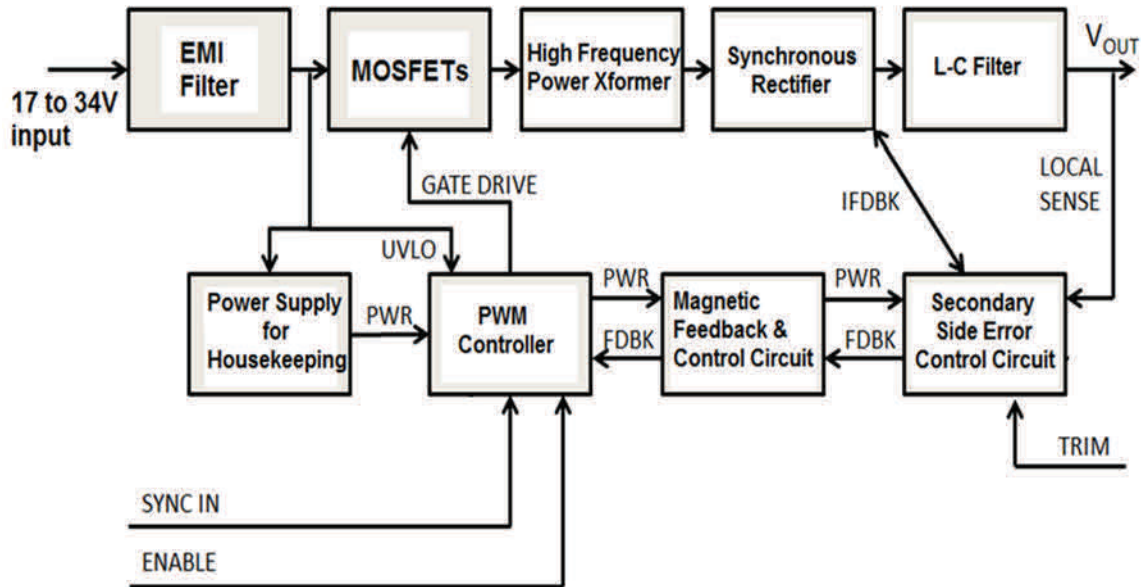 EMI
Filter
MOSFETs
High Frequency
Power Xformer
Synchronous
Rectifier
L-C Filter
VOUT
17 to 34V
input
GATE DRIVE
IFDBK
LOCAL
SENSE
UVLO
Power Supply
for
Housekeeping
PWR
PWM
Controller
PWR
FDBK
Magnetic
Feedback &
Control Circuit
PWR
FDBK
Secondary
Side Error
Control Circuit
TRIM
SYNC IN
ENABLE